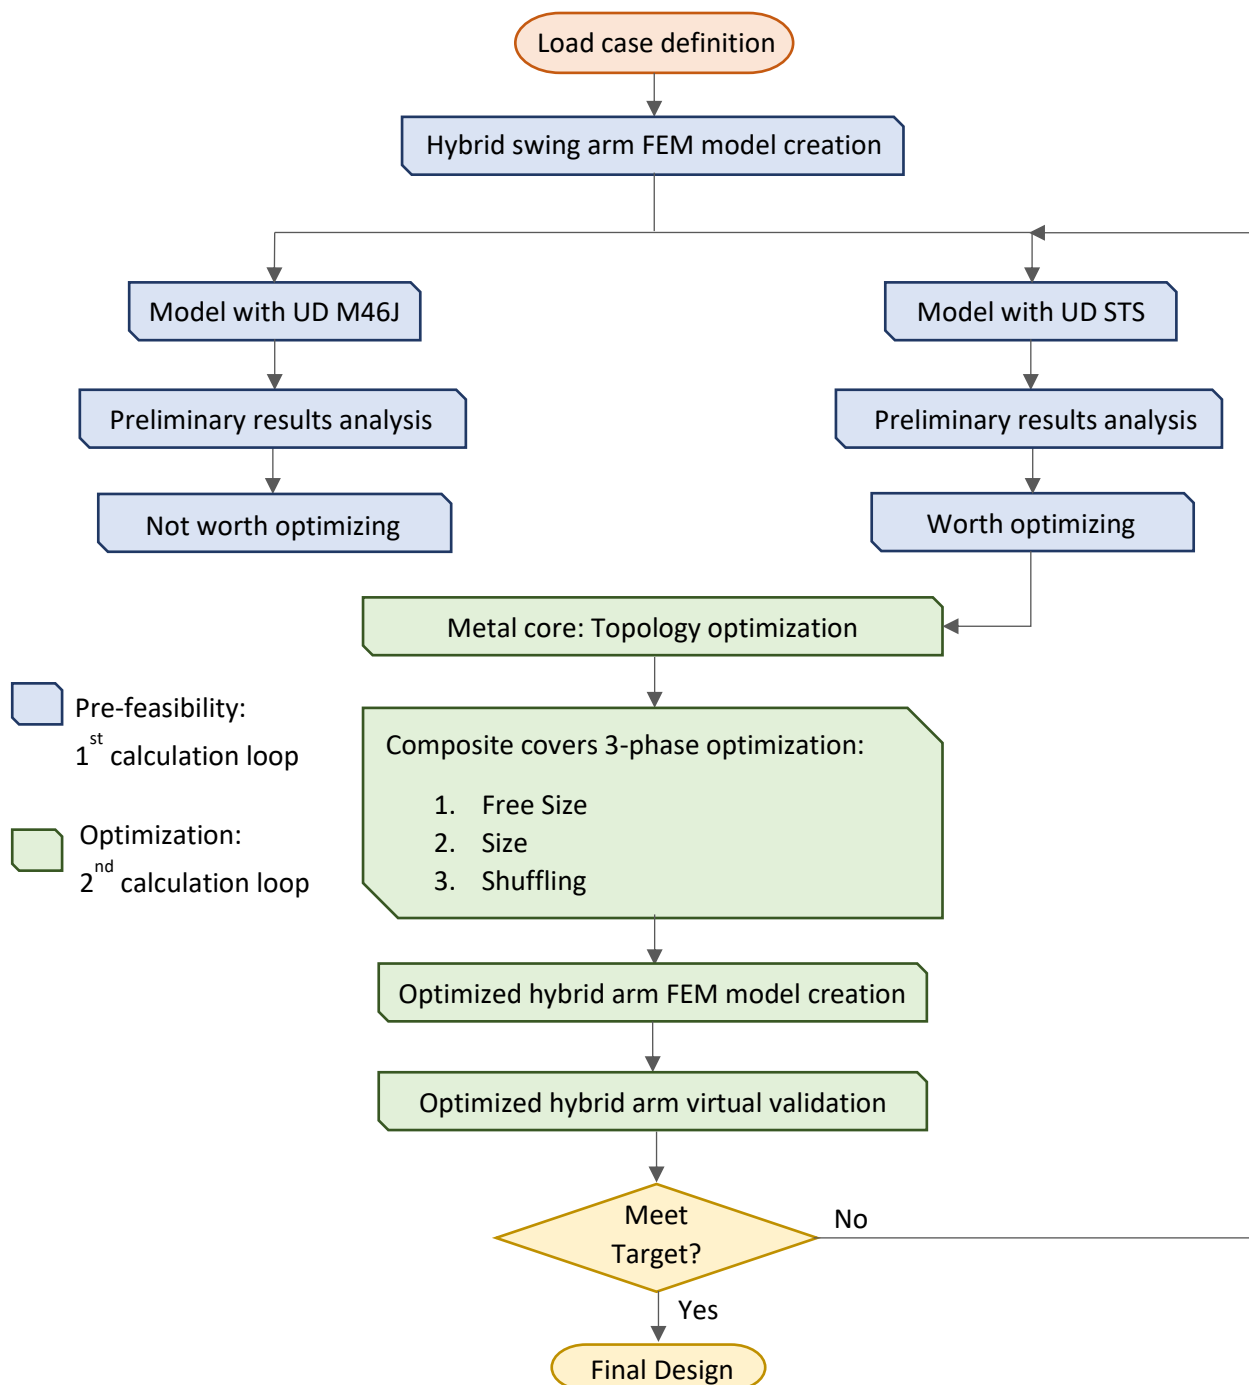 Load case definition
Hybrid swing arm FEM model creation
Model with UD M46J
Model with UD STS
Preliminary results analysis
Preliminary results analysis
Not worth optimizing
Worth optimizing
Metal core: Topology optimization
Pre-feasibility:
1st calculation loop
Optimization:
2nd calculation loop
Composite covers 3-phase optimization:
1. Free Size
2. Size
3. Shuffling
Optimized hybrid arm FEM model creation
Optimized hybrid arm virtual validation
Meet
Target?
No
Yes
Final Design